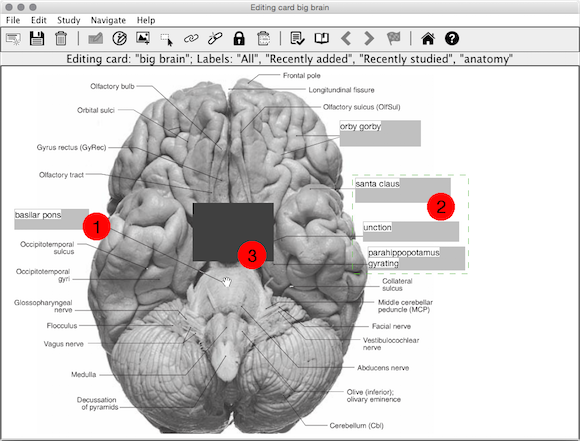 Editing card big brain
File Edit Study Navigate Help
Editing card: "big brain"; Labels: "All", "Recently added", "Recently studied", "anatomy"
Frontal pole
Olfactory bulb
Longitudinal fissure
Orbital sulci
Olfactory sulcus (OlfSul)
orby gorby
Gyrus rectus (GyRec)
Olfactory tract
santa claus
2
basilar pons
1
unction
Occipitotemporal
sulcus
3
parahippopotamus
gyrating
Occipitotemporal
gyri
Collateral
sulcus
Glossopharyngeal
nerve
Middle cerebellar
peduncle (MCP)
Flocculus
Facial nerve
Vagus nerve
Vestibulocochlear
nerve
Medulla
Abducens nerve
Decussation
of pyramids
Olive (inferior);
olivary eminence
Cerebellum (Cbl)